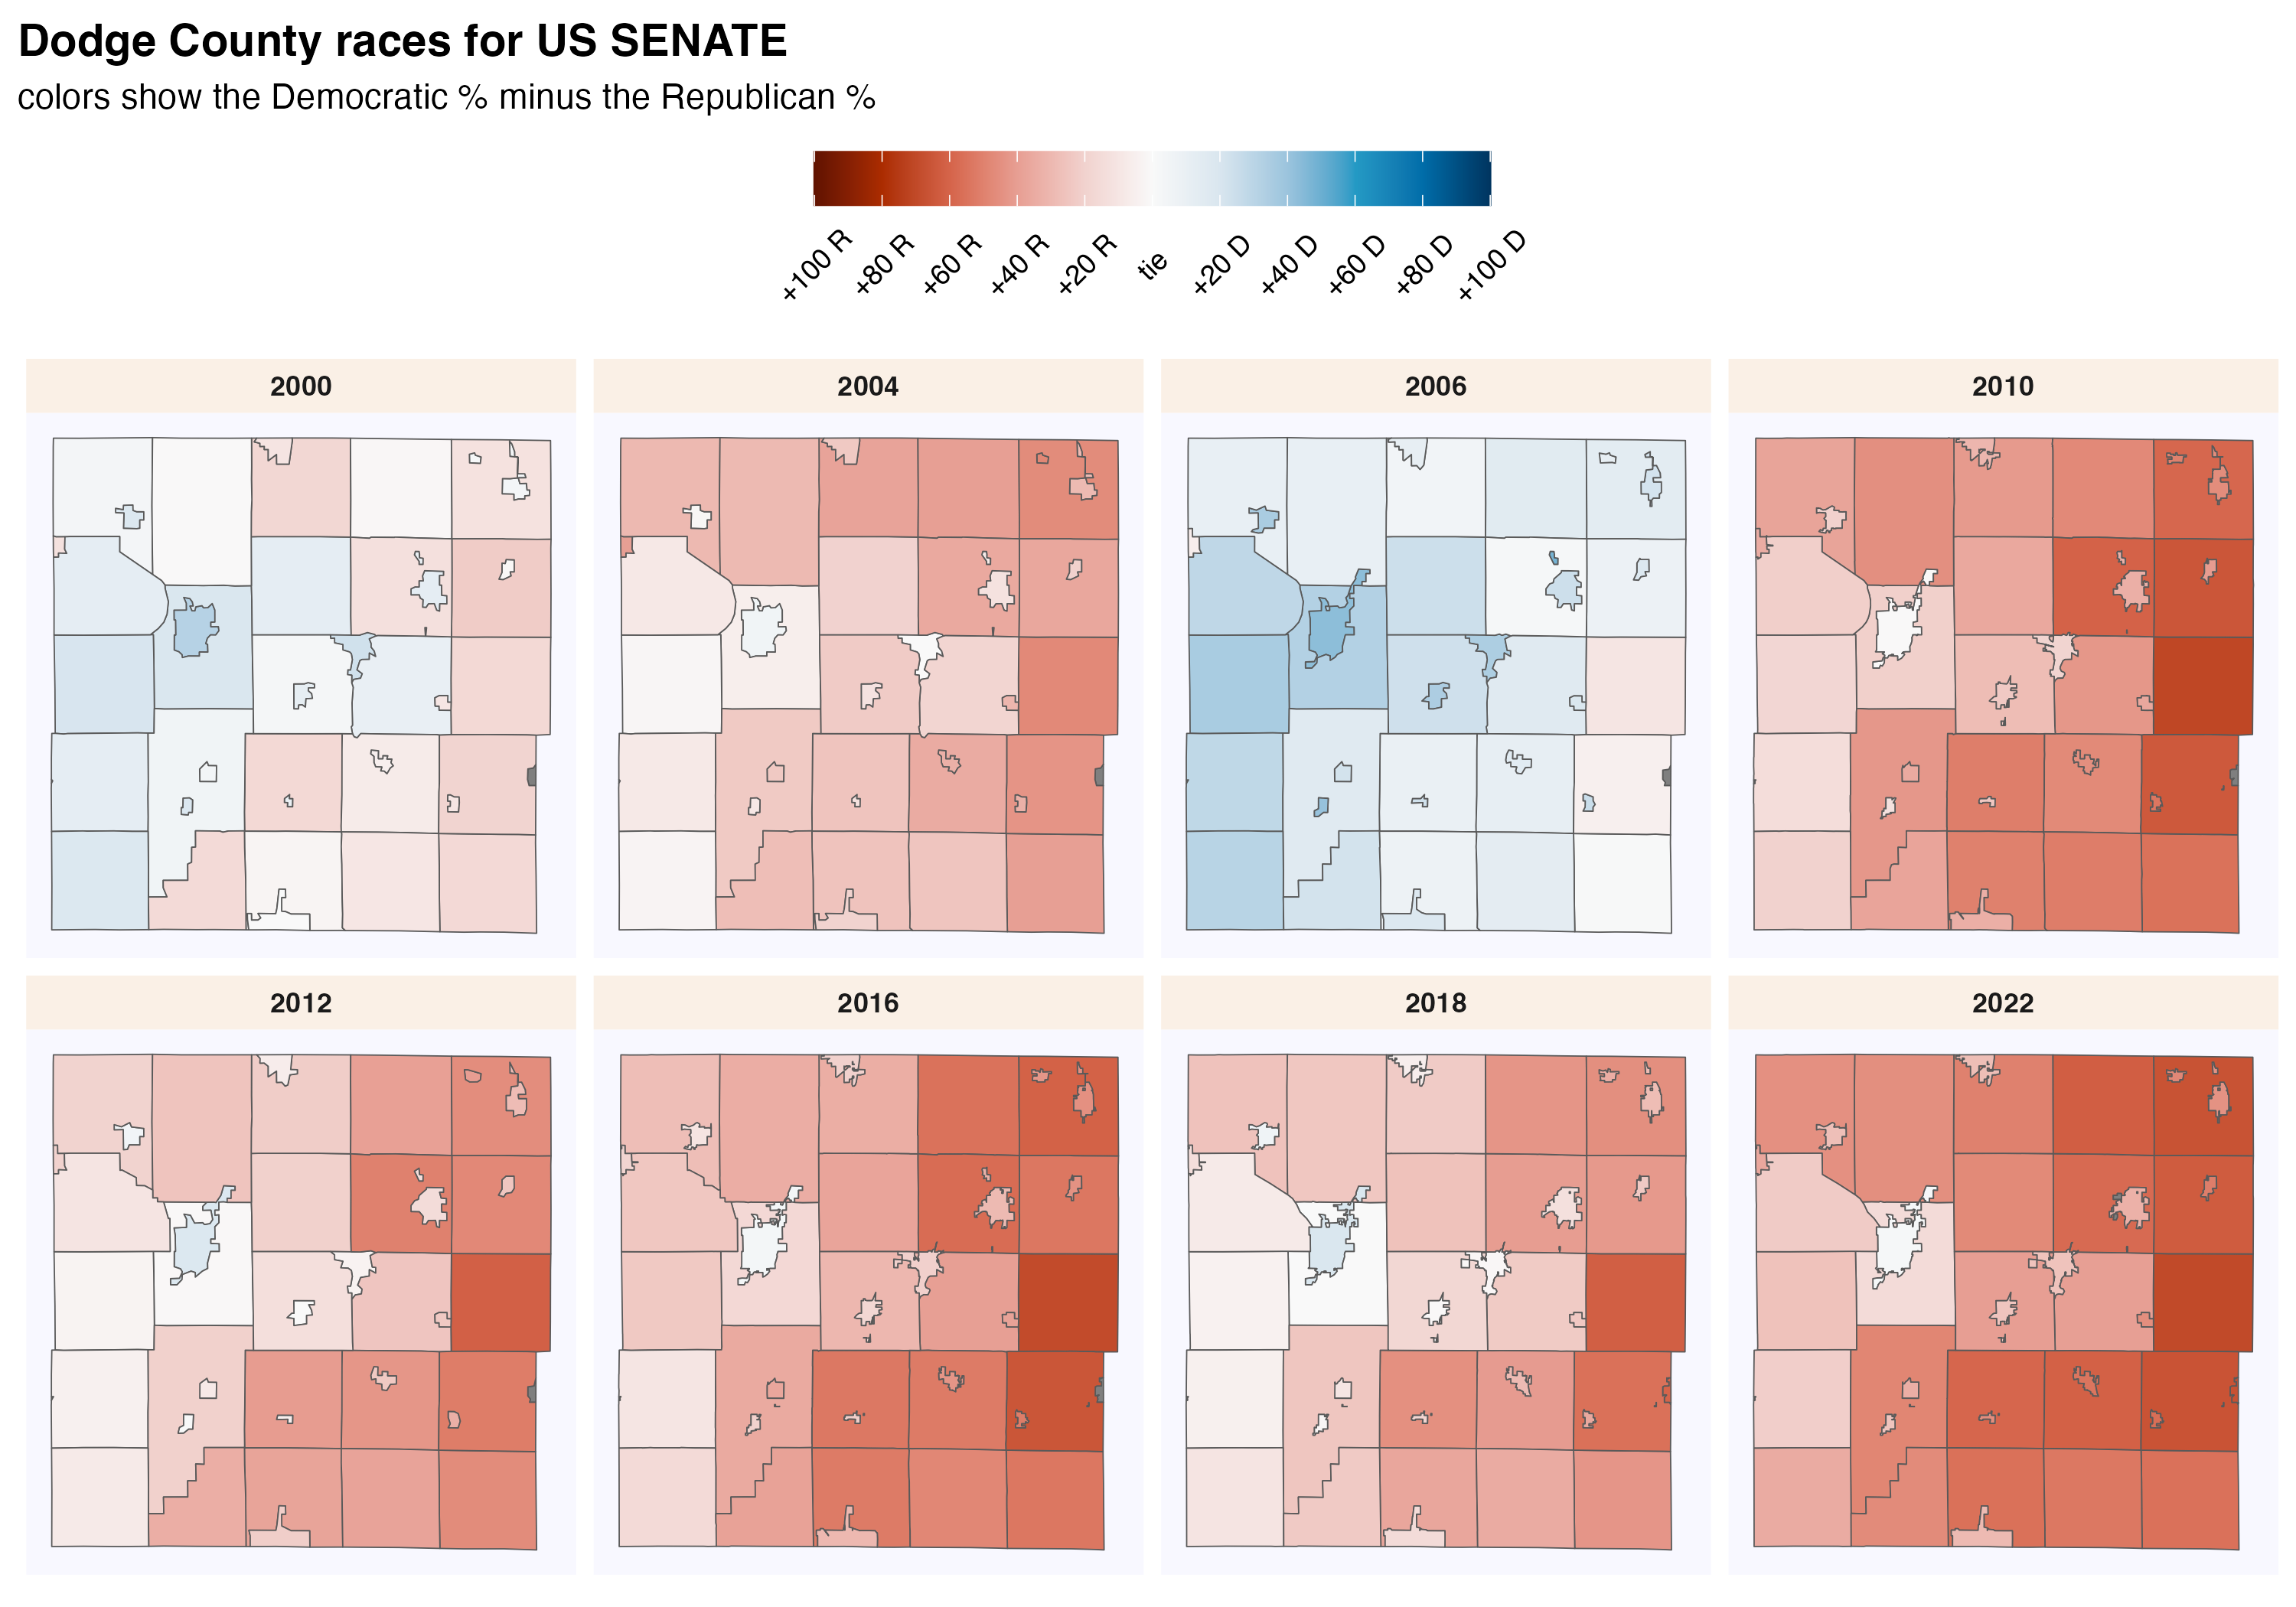 Dodge County races for US SENATE
colors show the Democratic % minus the Republican %
+100 R
+80 R
+60 R
+40 R
+20 R
tie
+20 D
+40 D
+60 D
+80 D
+100 D
2000
2004
2006
2010
2012
2016
2018
2022